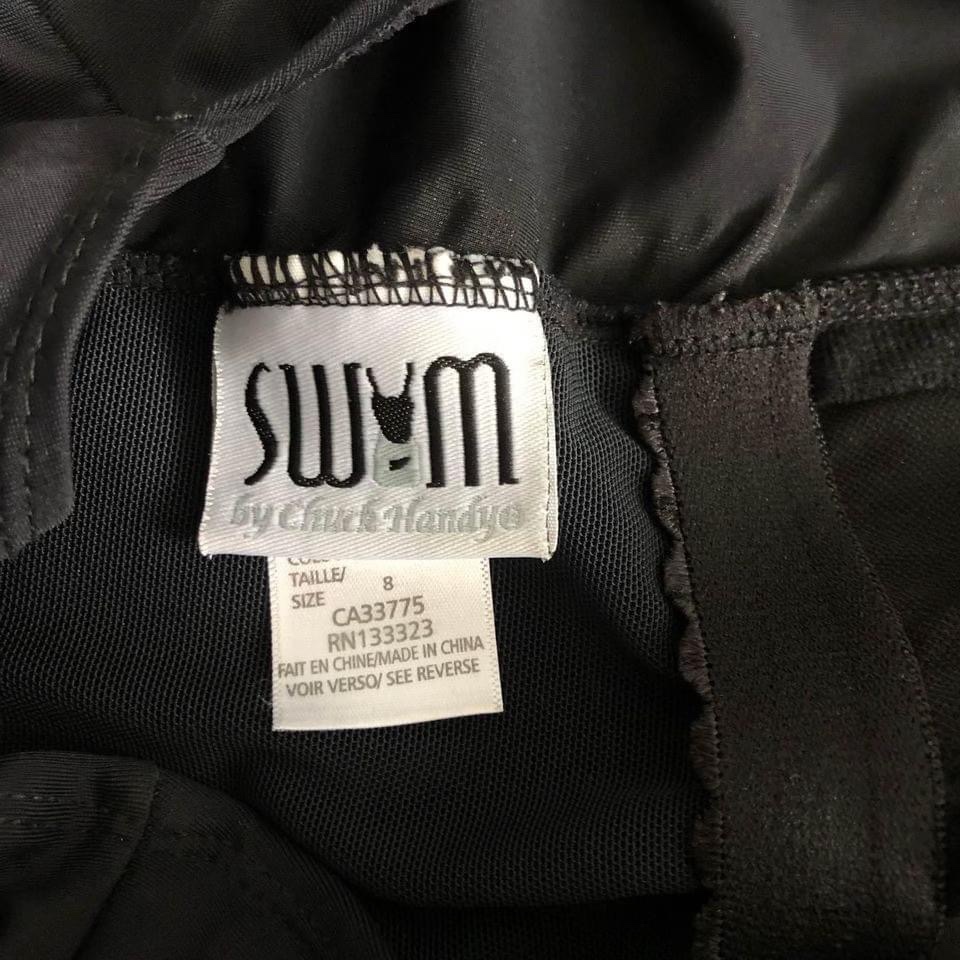 SWIM
by Chuck Handy®
TAILLE/
SIZE 8
CA33775
RN133323
FAIT EN CHINE/MADE IN CHINA
VOIR VERSO/ SEE REVERSE